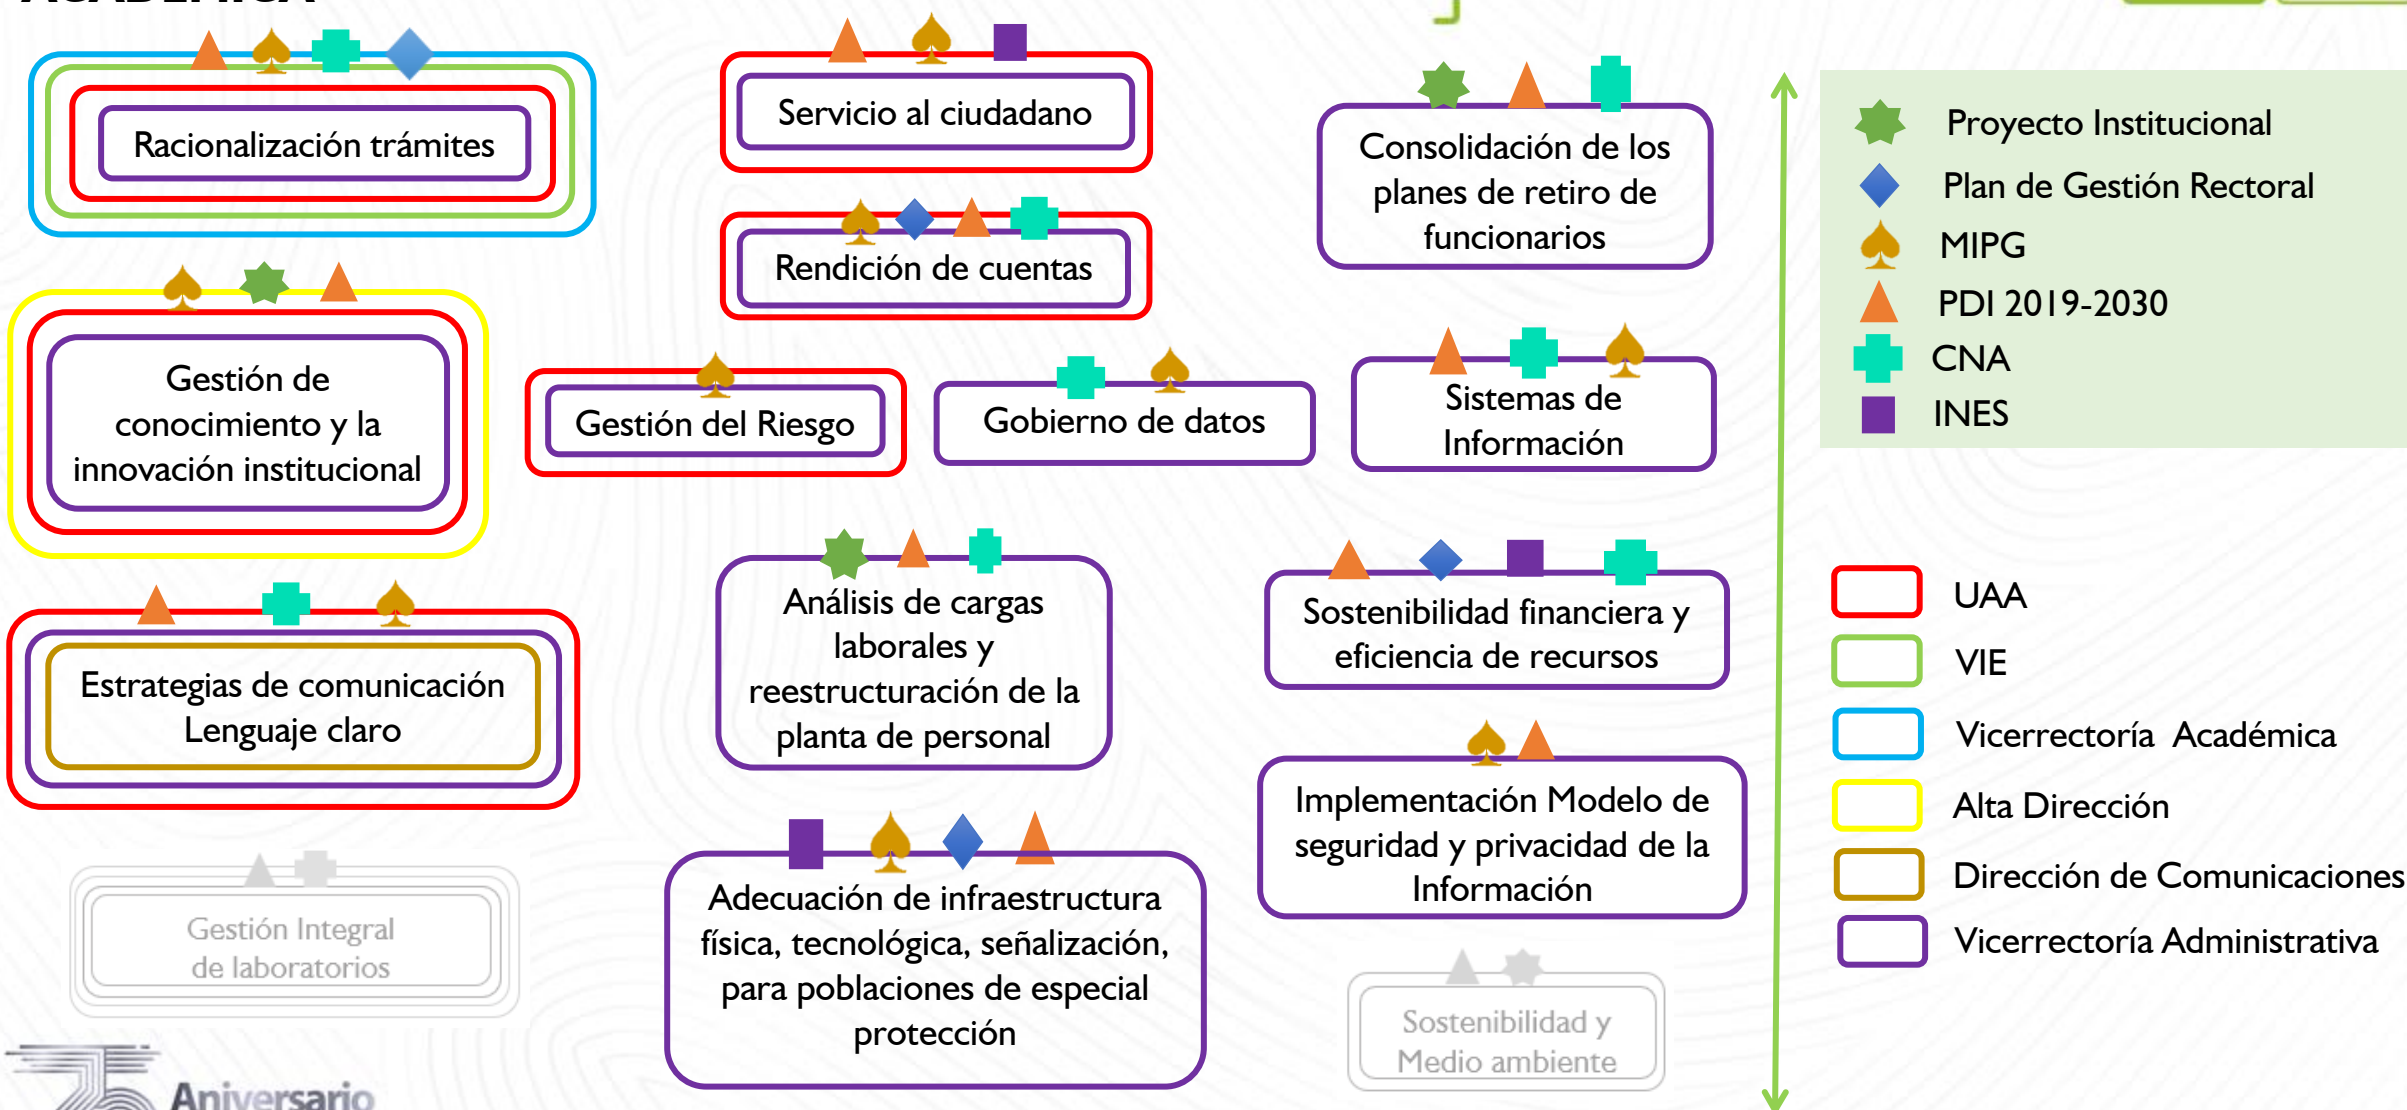 Racionalización trámites
Servicio al ciudadano
Rendición de cuentas
Consolidación de los
planes de retiro de
funcionarios
Gestión de
conocimiento y la
innovación institucional
Gestión del Riesgo
Gobierno de datos
Sistemas de
Información
Estrategias de comunicación
Lenguaje claro
Análisis de cargas
laborales y
reestructuración de la
planta de personal
Sostenibilidad financiera y
eficiencia de recursos
Implementación Modelo de
seguridad y privacidad de la
Información
Gestión Integral
de laboratorios
Adecuación de infraestructura
física, tecnológica, señalización,
para poblaciones de especial
protección
Sostenibilidad y
Medio ambiente
Proyecto Institucional
Plan de Gestión Rectoral
MIPG
PDI 2019-2030
CNA
INES
UAA
VIE
Vicerrectoría Académica
Alta Dirección
Dirección de Comunicaciones
Vicerrectoría Administrativa
75
Aniversario